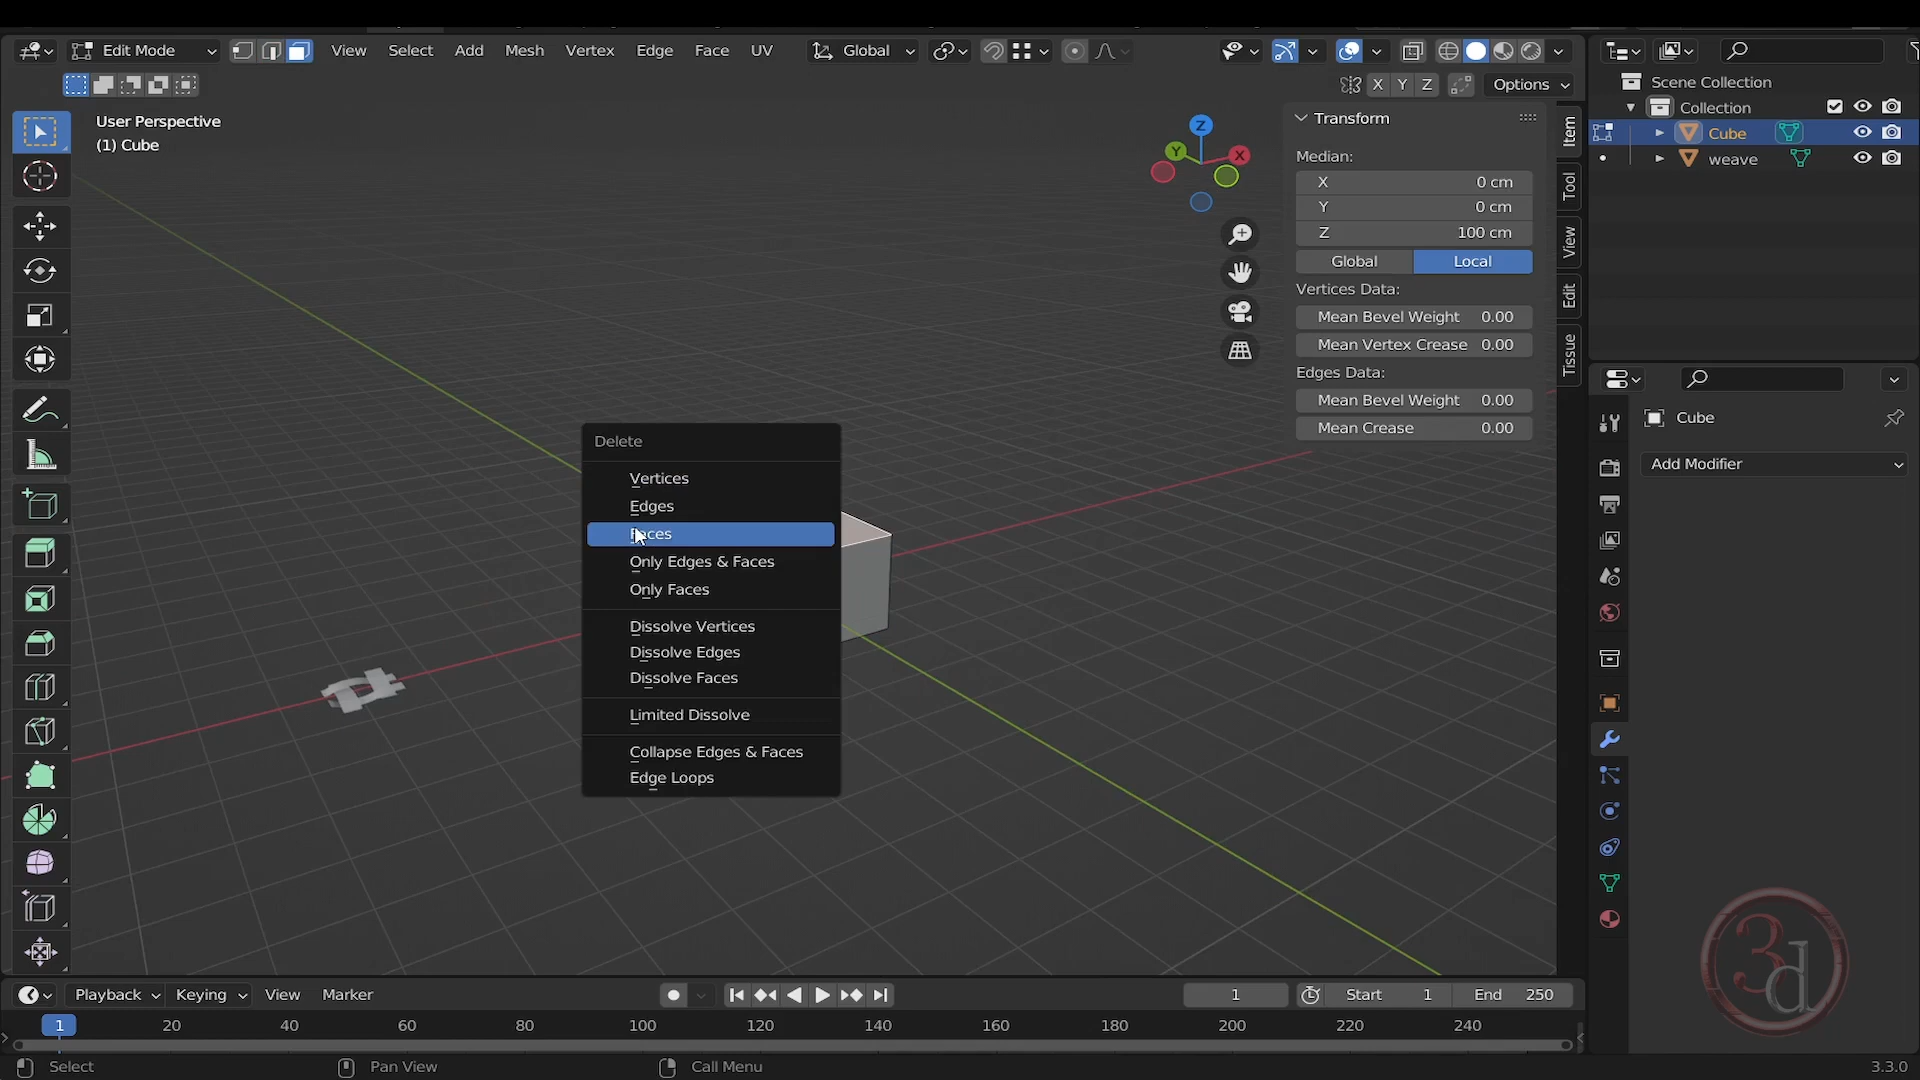 Edit Mode
View
Select
Add
Mesh
Vertex
Edge
Face
UV
Global
X
Y
Z
Options
User Perspective
(1) Cube
Z
Y
X
Transform
Median:
X 0 cm
Y 0 cm
Z 100 cm
Global Local
Vertices Data:
Mean Bevel Weight 0.00
Mean Vertex Crease 0.00
Edges Data:
Mean Bevel Weight 0.00
Mean Crease 0.00
Item
Tool
View
Edit
Tissue
Scene Collection
Collection
Cube
weave
Cube
Add Modifier
Delete
Vertices
Edges
Only Edges & Faces
Only Faces
Dissolve Vertices
Dissolve Edges
Dissolve Faces
Limited Dissolve
Collapse Edges & Faces
Edge Loops
3d
Playback
Keying
View
Marker
1
Start 1
End 250
1 20 40 60 80 100 120 140 160 180 200 220 240
Select
Pan View
Call Menu
3.3.0